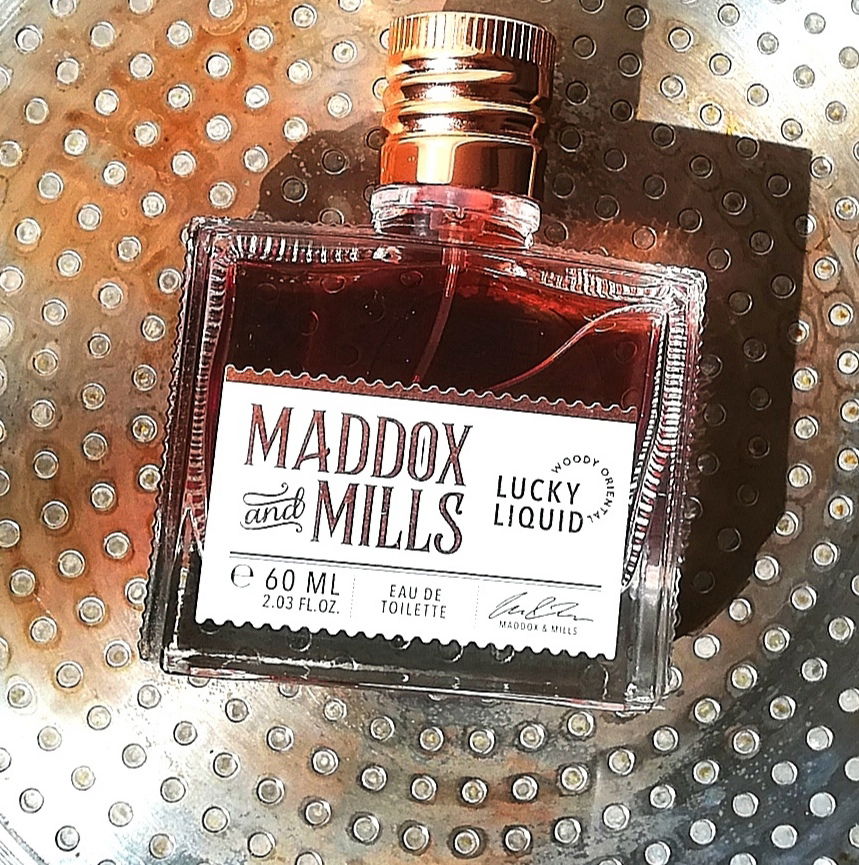 MADDOX
and MILLS
WOODY ORIENTAL
LUCKY
LIQUID
℮ 60 ML
2.03 FL.OZ.
EAU DE
TOILETTE
MADDOX & MILLS